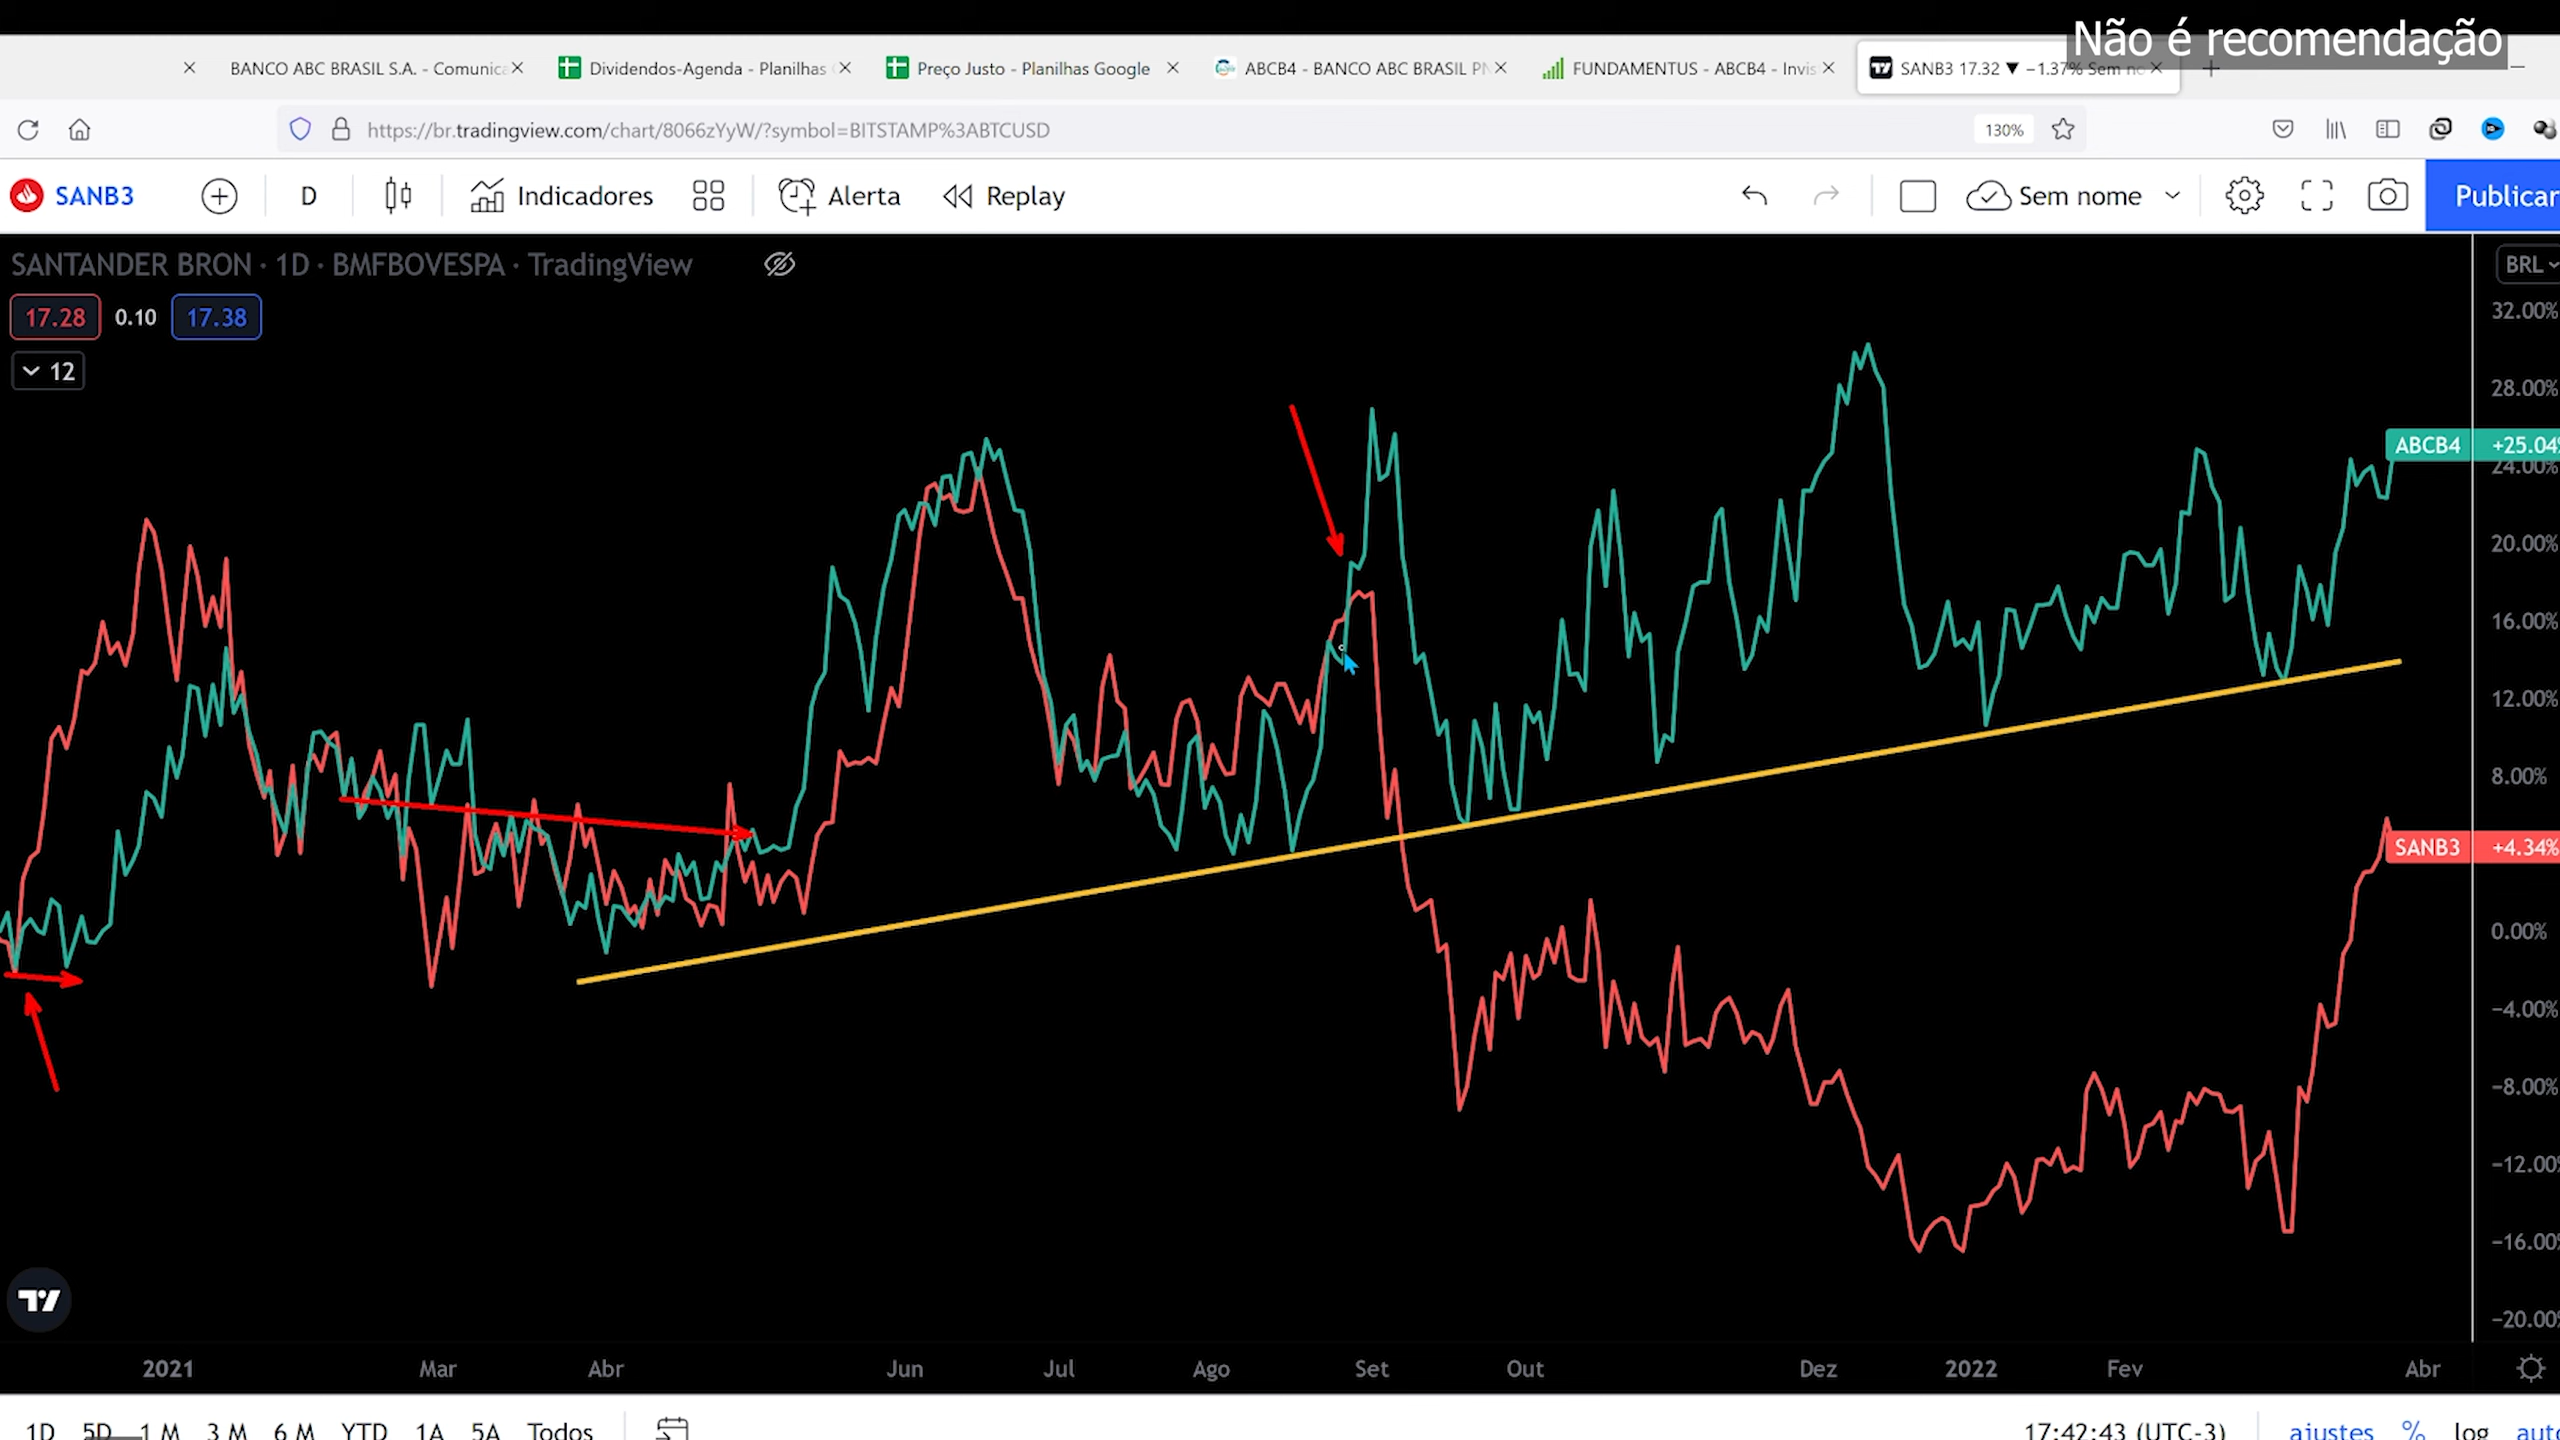 Não é recomendação
BANCO ABC BRASIL S.A. - Comunica
Dividendos-Agenda - Planilhas
Preço Justo - Planilhas Google
ABCB4 - BANCO ABC BRASIL PN
FUNDAMENTUS - ABCB4 - Invis
SANB3 17.32 ▼ −1.37% Sem no
https://br.tradingview.com/chart/8066zYyW/?symbol=BITSTAMP%3ABTCUSD
130%
SANB3
D
Indicadores
Alerta
Replay
Sem nome
Publicar
SANTANDER BRON · 1D · BMFBOVESPA · TradingView
BRL
17.28
0.10
17.38
12
32.00%
28.00%
ABCB4
+25.04%
24.00%
20.00%
16.00%
12.00%
8.00%
SANB3
+4.34%
0.00%
−4.00%
−8.00%
−12.00%
−16.00%
−20.00%
2021
Mar
Abr
Jun
Jul
Ago
Set
Out
Dez
2022
Fev
Abr
1D
5D
1 M
3 M
6 M
YTD
1A
5A
Todos
17:42:43 (UTC-3)
ajustes
%
log
auto